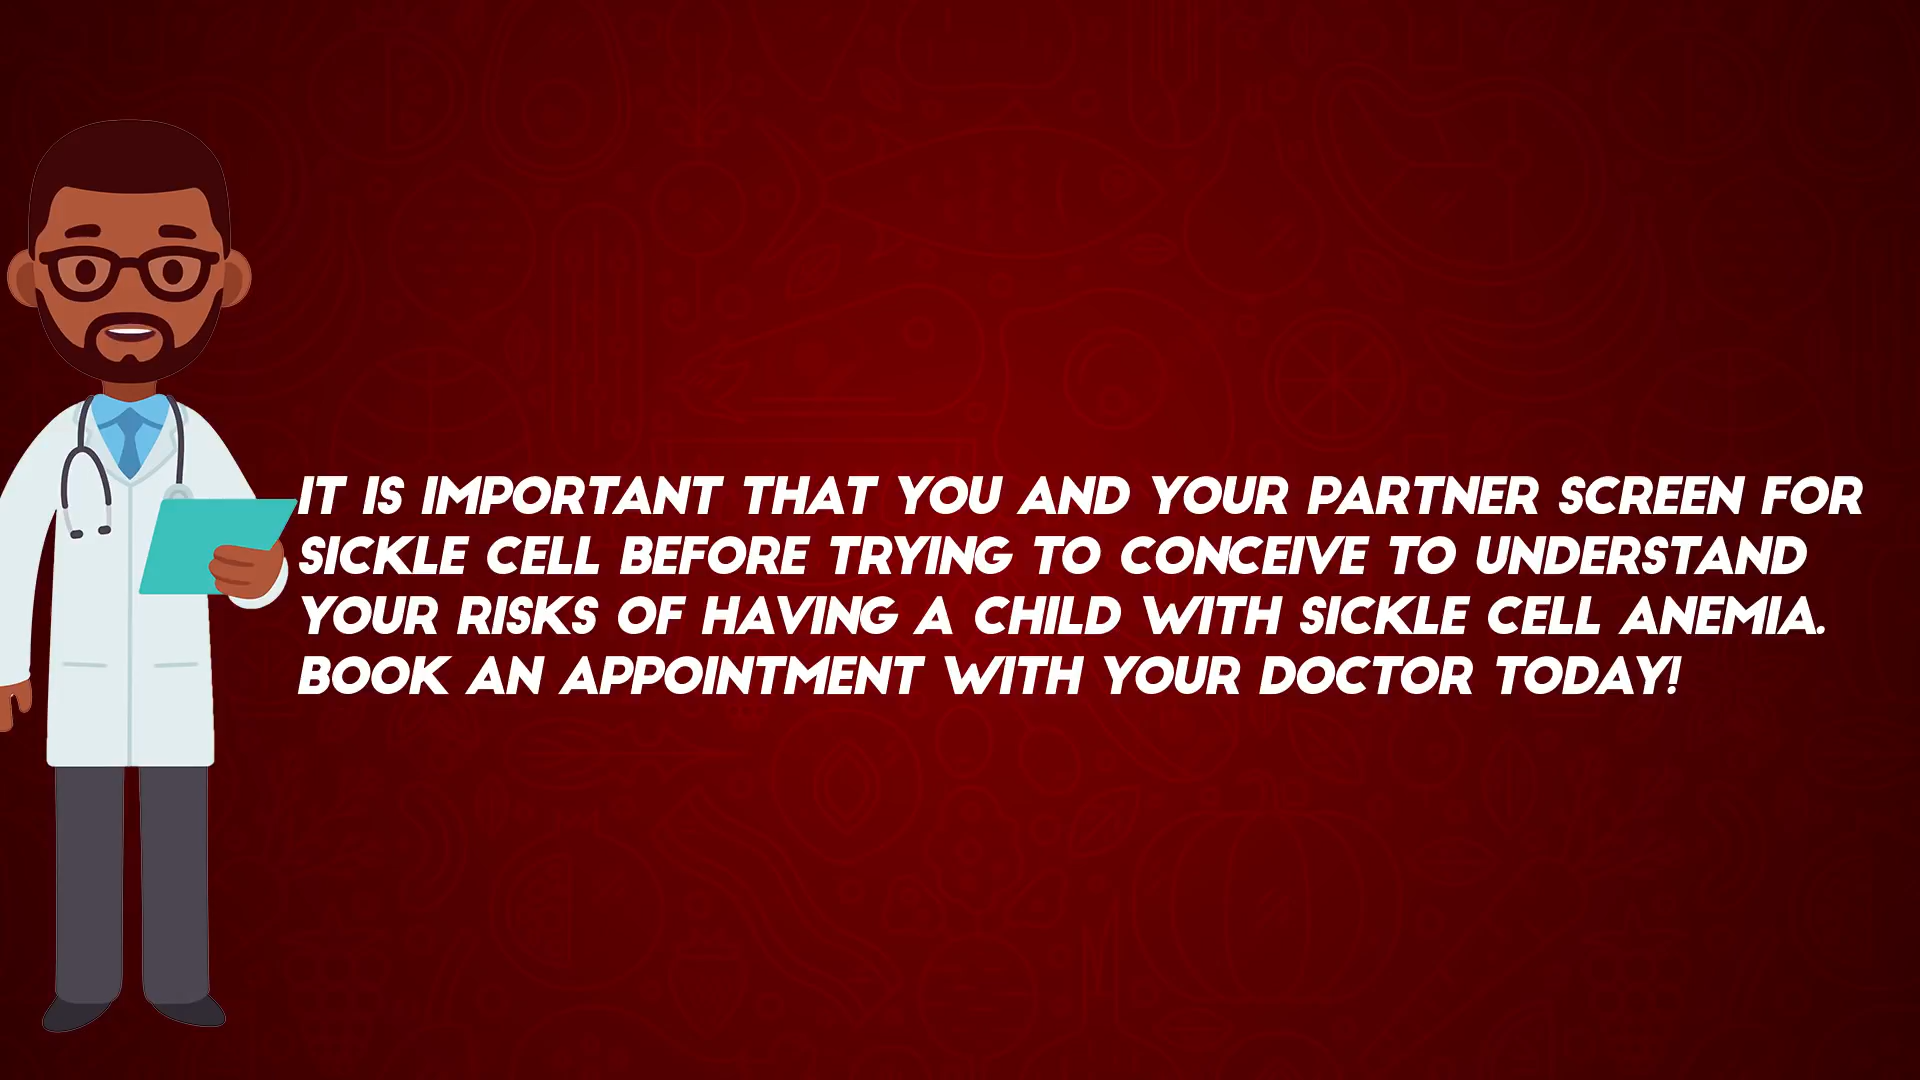 IT IS IMPORTANT THAT YOU AND YOUR PARTNER SCREEN FOR
SICKLE CELL BEFORE TRYING TO CONCEIVE TO UNDERSTAND
YOUR RISKS OF HAVING A CHILD WITH SICKLE CELL ANEMIA.
BOOK AN APPOINTMENT WITH YOUR DOCTOR TODAY!